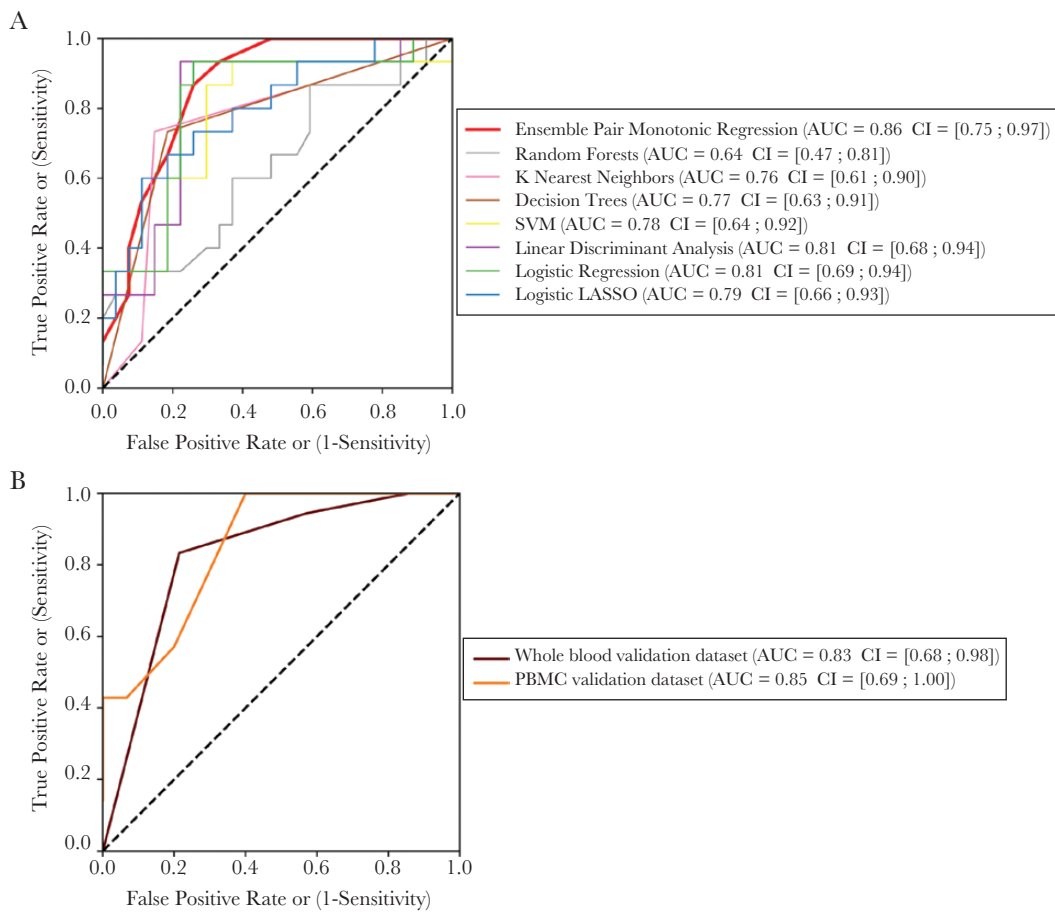 A
True Positive Rate or (Sensitivity)
1.0
0.8
0.6
0.4
0.2
0.0
0.0 0.2 0.4 0.6 0.8 1.0
False Positive Rate or (1-Sensitivity)
Ensemble Pair Monotonic Regression (AUC = 0.86 CI = [0.75 ; 0.97])
Random Forests (AUC = 0.64 CI = [0.47 ; 0.81])
K Nearest Neighbors (AUC = 0.76 CI = [0.61 ; 0.90])
Decision Trees (AUC = 0.77 CI = [0.63 ; 0.91])
SVM (AUC = 0.78 CI = [0.64 ; 0.92])
Linear Discriminant Analysis (AUC = 0.81 CI = [0.68 ; 0.94])
Logistic Regression (AUC = 0.81 CI = [0.69 ; 0.94])
Logistic LASSO (AUC = 0.79 CI = [0.66 ; 0.93])
B
True Positive Rate or (Sensitivity)
1.0
0.8
0.6
0.4
0.2
0.0
0.0 0.2 0.4 0.6 0.8 1.0
False Positive Rate or (1-Sensitivity)
Whole blood validation dataset (AUC = 0.83 CI = [0.68 ; 0.98])
PBMC validation dataset (AUC = 0.85 CI = [0.69 ; 1.00])